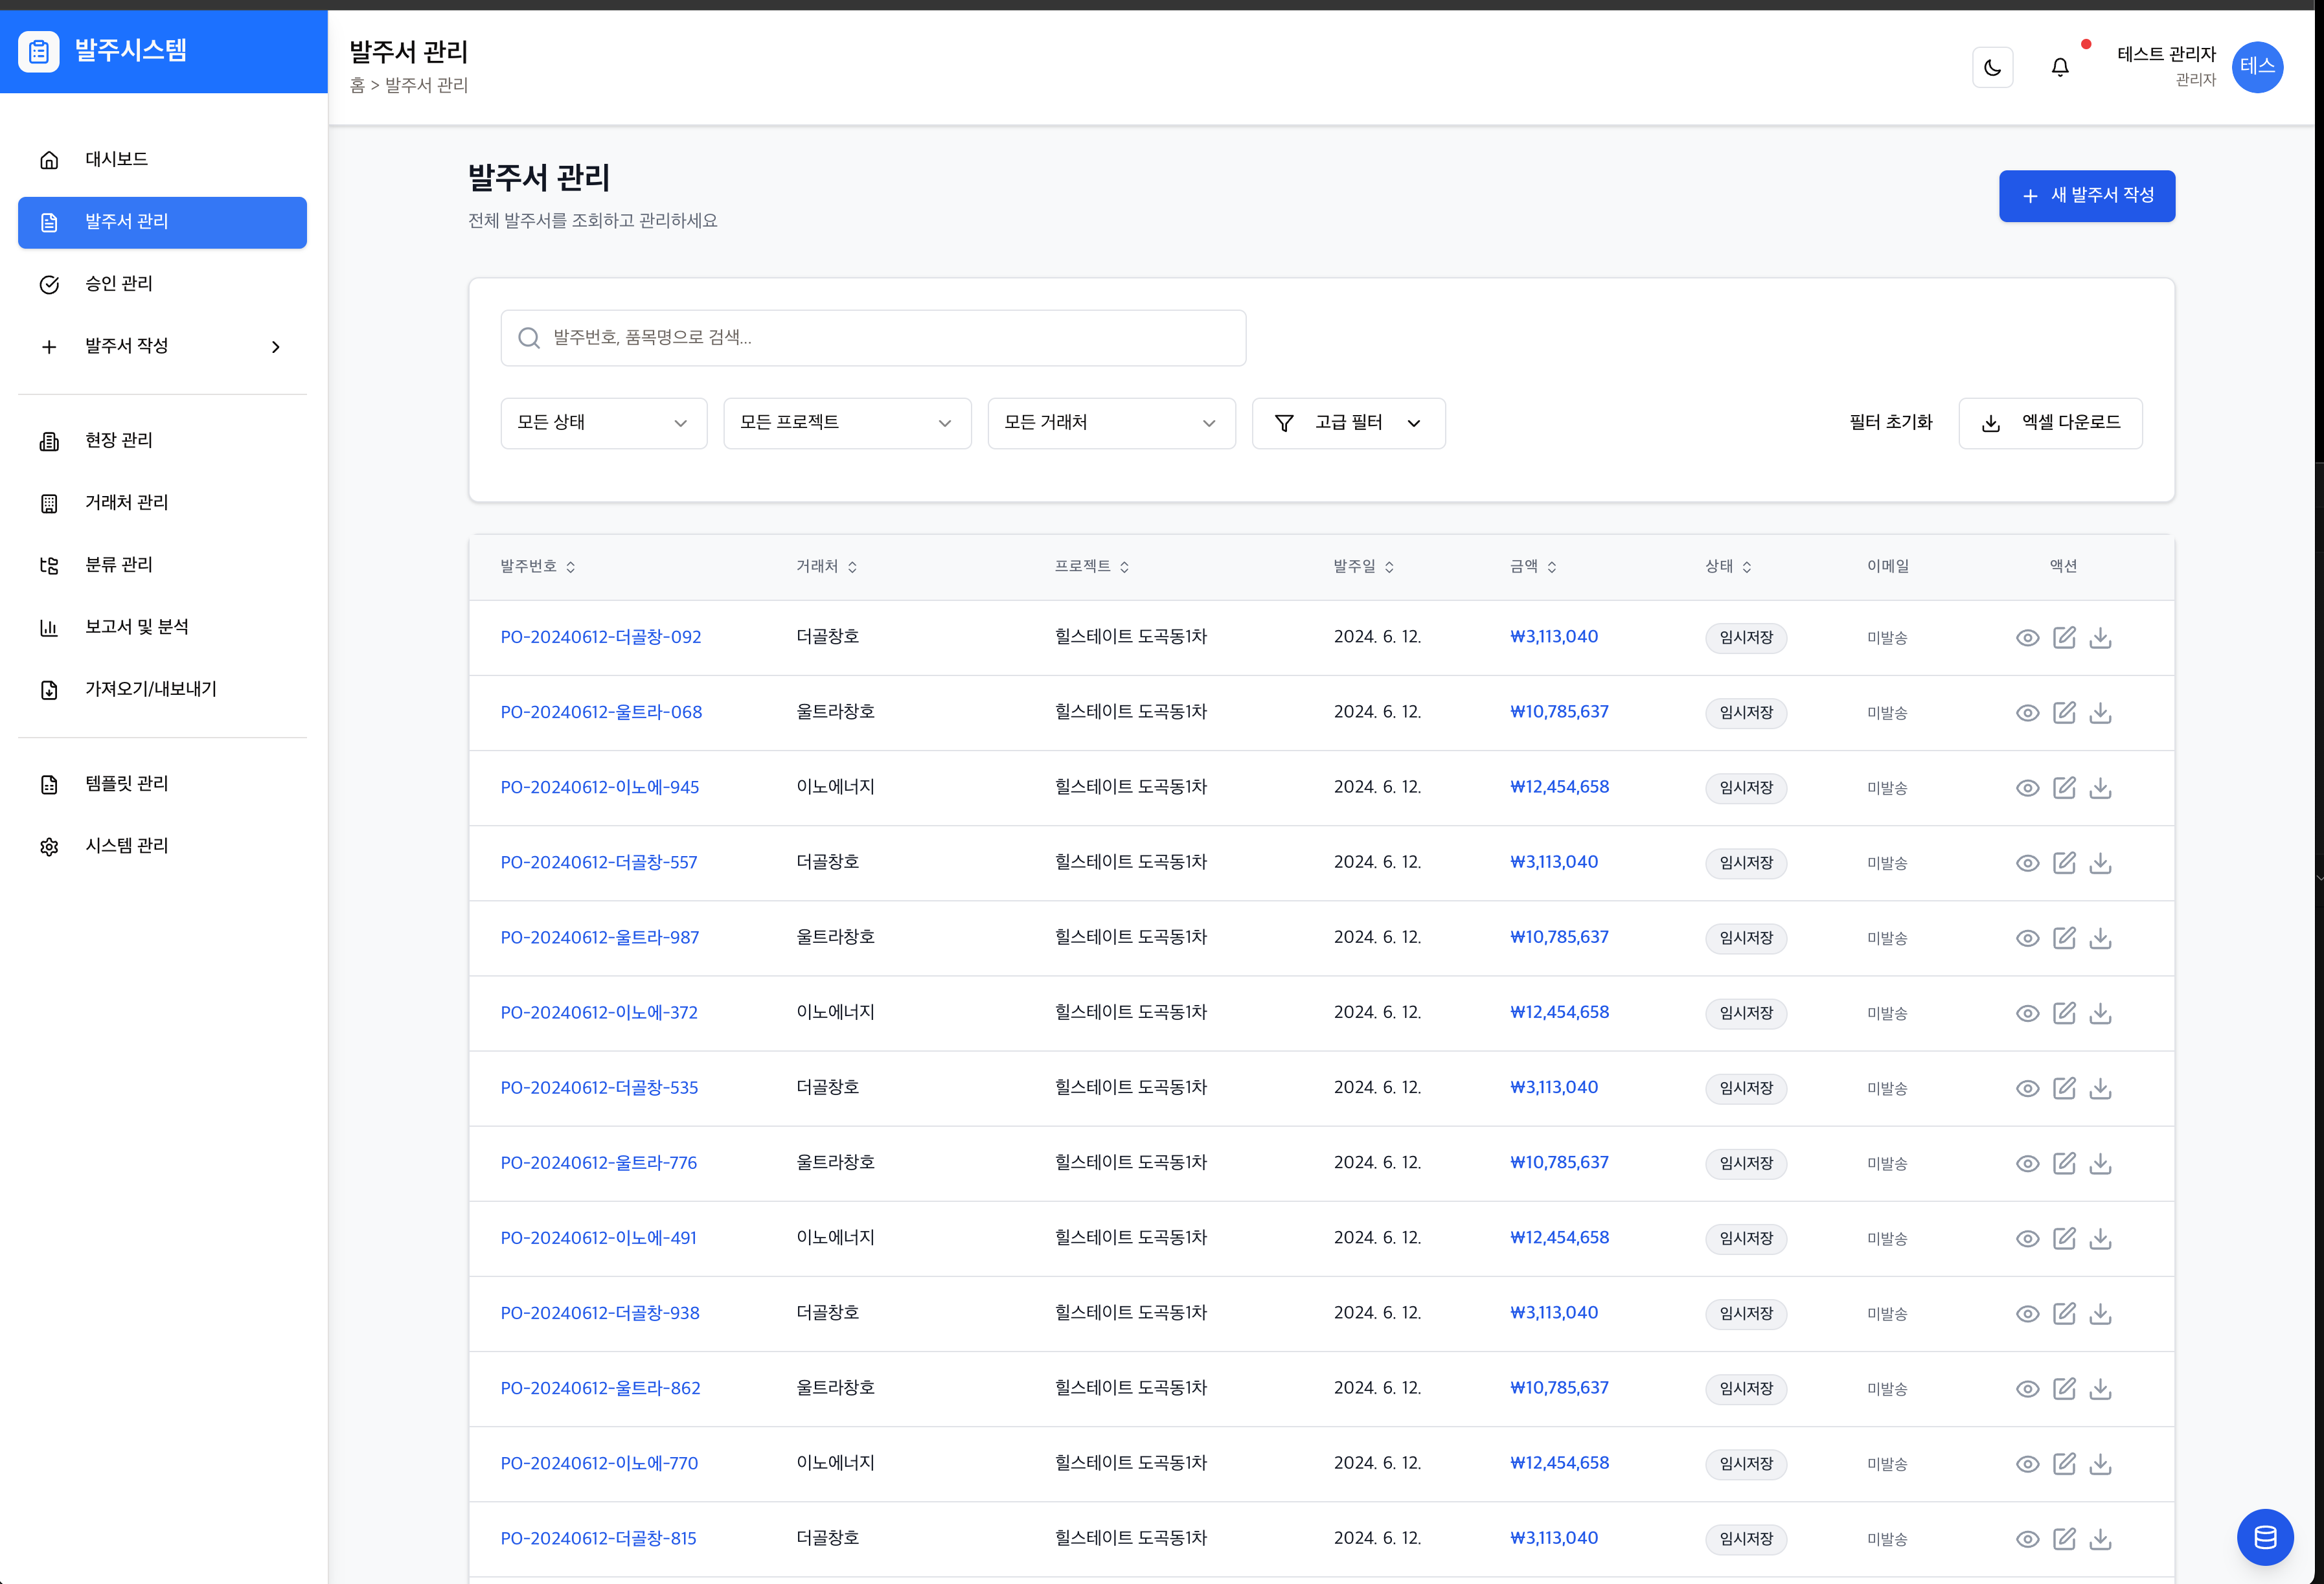 발주시스템
대시보드
발주서 관리
승인 관리
발주서 작성
현장 관리
거래처 관리
분류 관리
보고서 및 분석
가져오기/내보내기
템플릿 관리
시스템 관리
발주서 관리
홈 > 발주서 관리
테스트 관리자
관리자
테스
발주서 관리
전체 발주서를 조회하고 관리하세요
새 발주서 작성
발주번호, 품목명으로 검색...
모든 상태 모든 프로젝트 모든 거래처 고급 필터 필터 초기화 엑셀 다운로드
발주번호 거래처 프로젝트 발주일 금액 상태 이메일 액션
PO-20240612-더골창-092 더골창호 힐스테이트 도곡동1차 2024. 6. 12. ₩3,113,040 임시저장 미발송
PO-20240612-울트라-068 울트라창호 힐스테이트 도곡동1차 2024. 6. 12. ₩10,785,637 임시저장 미발송
PO-20240612-이노에-945 이노에너지 힐스테이트 도곡동1차 2024. 6. 12. ₩12,454,658 임시저장 미발송
PO-20240612-더골창-557 더골창호 힐스테이트 도곡동1차 2024. 6. 12. ₩3,113,040 임시저장 미발송
PO-20240612-울트라-987 울트라창호 힐스테이트 도곡동1차 2024. 6. 12. ₩10,785,637 임시저장 미발송
PO-20240612-이노에-372 이노에너지 힐스테이트 도곡동1차 2024. 6. 12. ₩12,454,658 임시저장 미발송
PO-20240612-더골창-535 더골창호 힐스테이트 도곡동1차 2024. 6. 12. ₩3,113,040 임시저장 미발송
PO-20240612-울트라-776 울트라창호 힐스테이트 도곡동1차 2024. 6. 12. ₩10,785,637 임시저장 미발송
PO-20240612-이노에-491 이노에너지 힐스테이트 도곡동1차 2024. 6. 12. ₩12,454,658 임시저장 미발송
PO-20240612-더골창-938 더골창호 힐스테이트 도곡동1차 2024. 6. 12. ₩3,113,040 임시저장 미발송
PO-20240612-울트라-862 울트라창호 힐스테이트 도곡동1차 2024. 6. 12. ₩10,785,637 임시저장 미발송
PO-20240612-이노에-770 이노에너지 힐스테이트 도곡동1차 2024. 6. 12. ₩12,454,658 임시저장 미발송
PO-20240612-더골창-815 더골창호 힐스테이트 도곡동1차 2024. 6. 12. ₩3,113,040 임시저장 미발송